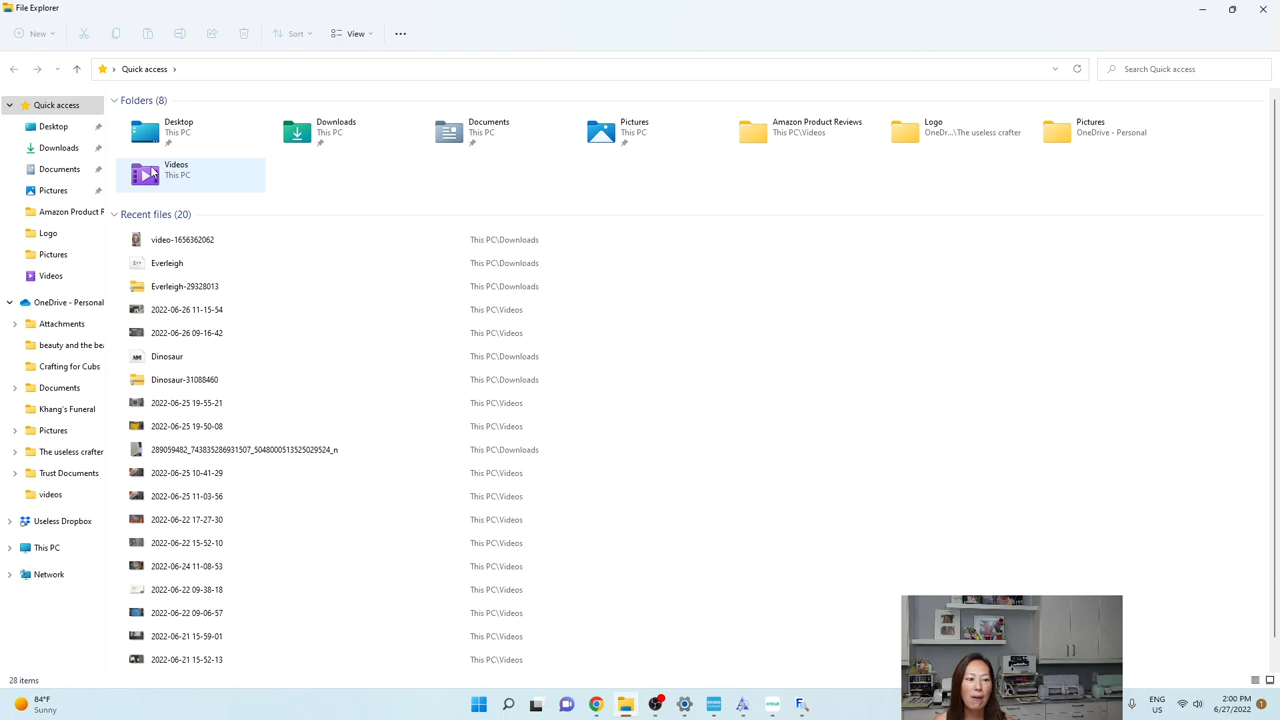 File Explorer
New
Sort
View
Quick access
Search Quick access
Quick access
Desktop
Downloads
Documents
Pictures
Amazon Product R
Logo
Pictures
Videos
OneDrive - Personal
Attachments
beauty and the bea
Crafting for Cubs
Documents
Khang's Funeral
Pictures
The useless crafter
Trust Documents
videos
Useless Dropbox
This PC
Network
Folders (8)
Desktop
This PC
Downloads
This PC
Documents
This PC
Pictures
This PC
Amazon Product Reviews
This PC\Videos
Logo
OneDr...\The useless crafter
Pictures
OneDrive - Personal
Videos
This PC
Recent files (20)
video-1656362062 This PC\Downloads
Everleigh This PC\Downloads
Everleigh-29328013 This PC\Downloads
2022-06-26 11-15-54 This PC\Videos
2022-06-26 09-16-42 This PC\Videos
Dinosaur This PC\Downloads
Dinosaur-31088460 This PC\Downloads
2022-06-25 19-55-21 This PC\Videos
2022-06-25 19-50-08 This PC\Videos
289059482_743835286931507_5048000513525029524_n This PC\Downloads
2022-06-25 10-41-29 This PC\Videos
2022-06-25 11-03-56 This PC\Videos
2022-06-22 17-27-30 This PC\Videos
2022-06-22 15-52-10 This PC\Videos
2022-06-24 11-08-53 This PC\Videos
2022-06-22 09-38-18 This PC\Videos
2022-06-22 09-06-57 This PC\Videos
2022-06-21 15-59-01 This PC\Videos
2022-06-21 15-52-13 This PC\Videos
28 items
84°F
Sunny
ENG
US
2:00 PM
6/27/2022